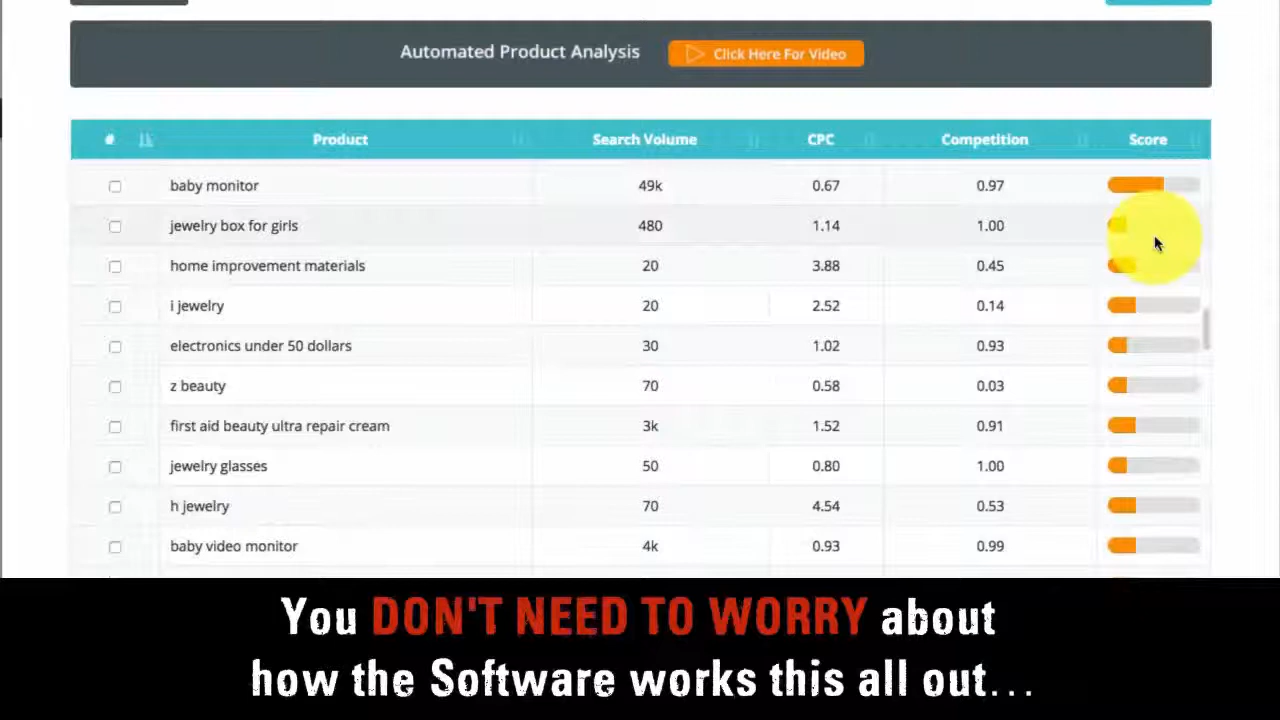 Automated Product Analysis Click Here For Video
# Product Search Volume CPC Competition Score
baby monitor 49k 0.67 0.97
jewelry box for girls 480 1.14 1.00
home improvement materials 20 3.88 0.45
i jewelry 20 2.52 0.14
electronics under 50 dollars 30 1.02 0.93
z beauty 70 0.58 0.03
first aid beauty ultra repair cream 3k 1.52 0.91
jewelry glasses 50 0.80 1.00
h jewelry 70 4.54 0.53
baby video monitor 4k 0.93 0.99
You DON'T NEED TO WORRY about
how the Software works this all out...